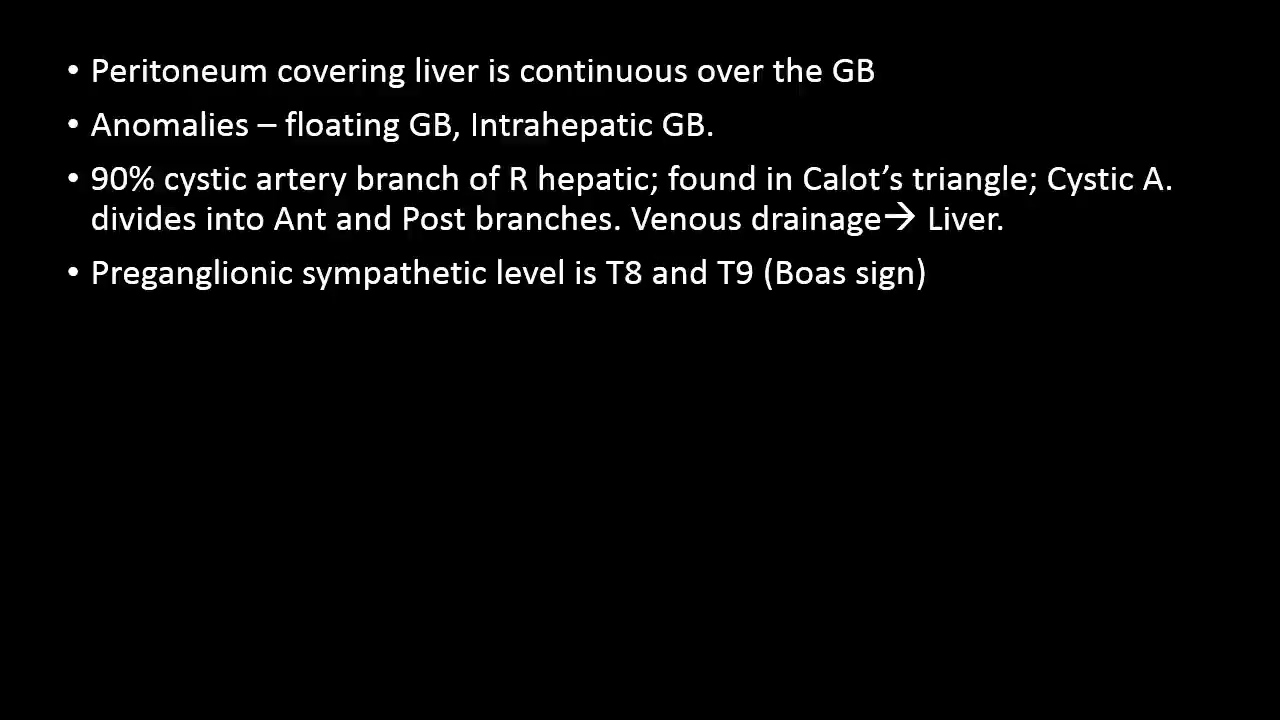 • Peritoneum covering liver is continuous over the GB
• Anomalies – floating GB, Intrahepatic GB.
• 90% cystic artery branch of R hepatic; found in Calot’s triangle; Cystic A.
divides into Ant and Post branches. Venous drainage→ Liver.
• Preganglionic sympathetic level is T8 and T9 (Boas sign)